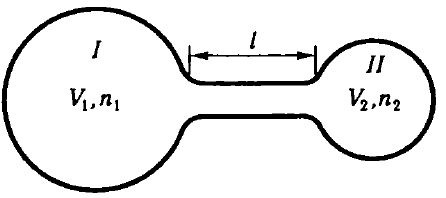 I
l
II
V₁, n₁
V₂, n₂